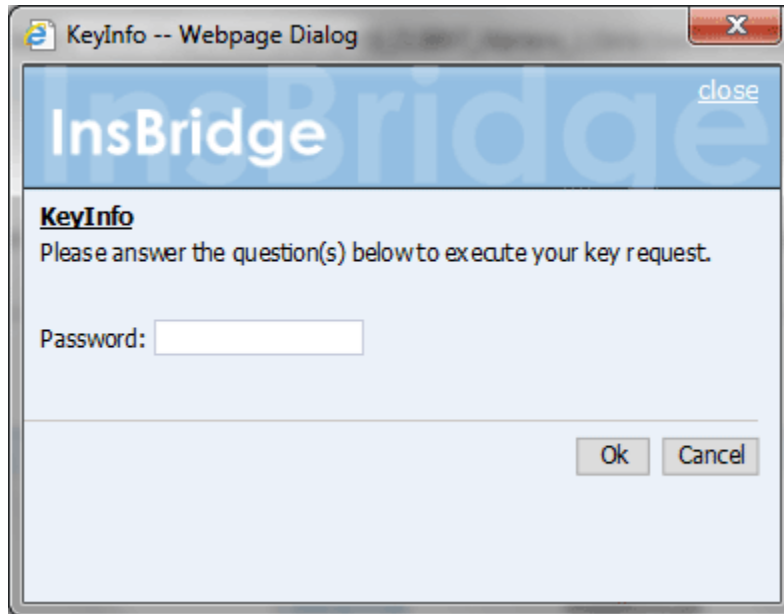 KeyInfo -- Webpage Dialog
close
InsBridge
InsBridge
KeyInfo
Please answer the question(s) below to execute your key request.
Password:
Ok Cancel